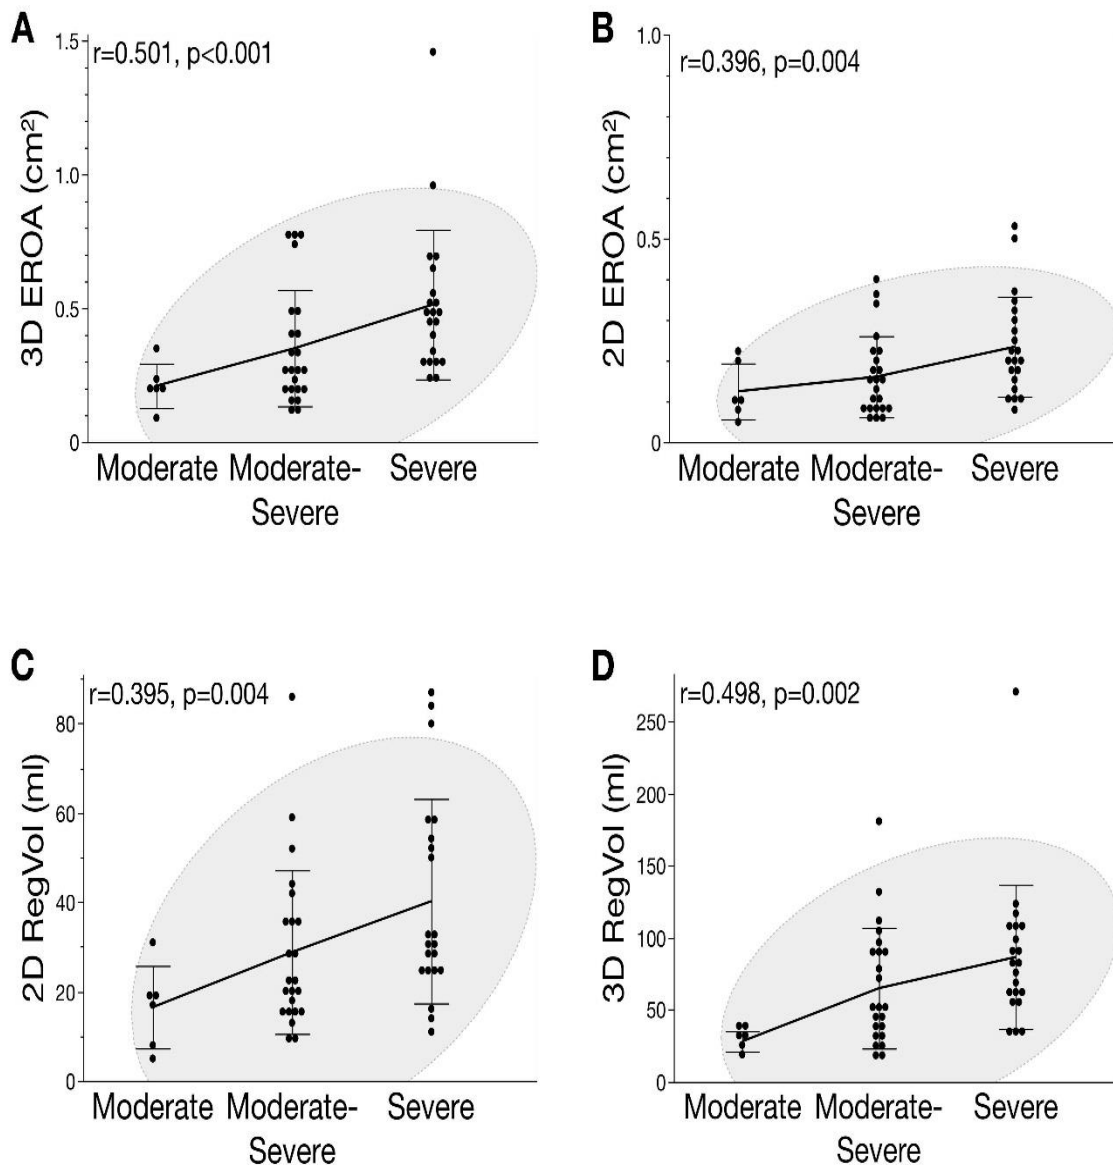 A
r=0.501, p<0.001
3D EROA (cm²)
1.5
1.0
0.5
0
Moderate
Moderate-
Severe
Severe
B
r=0.396, p=0.004
2D EROA (cm²)
1.0
0.5
0
Moderate
Moderate-
Severe
Severe
C
r=0.395, p=0.004
2D RegVol (ml)
80
60
40
20
0
Moderate
Moderate-
Severe
Severe
D
r=0.498, p=0.002
3D RegVol (ml)
250
200
150
100
50
0
Moderate
Moderate-
Severe
Severe